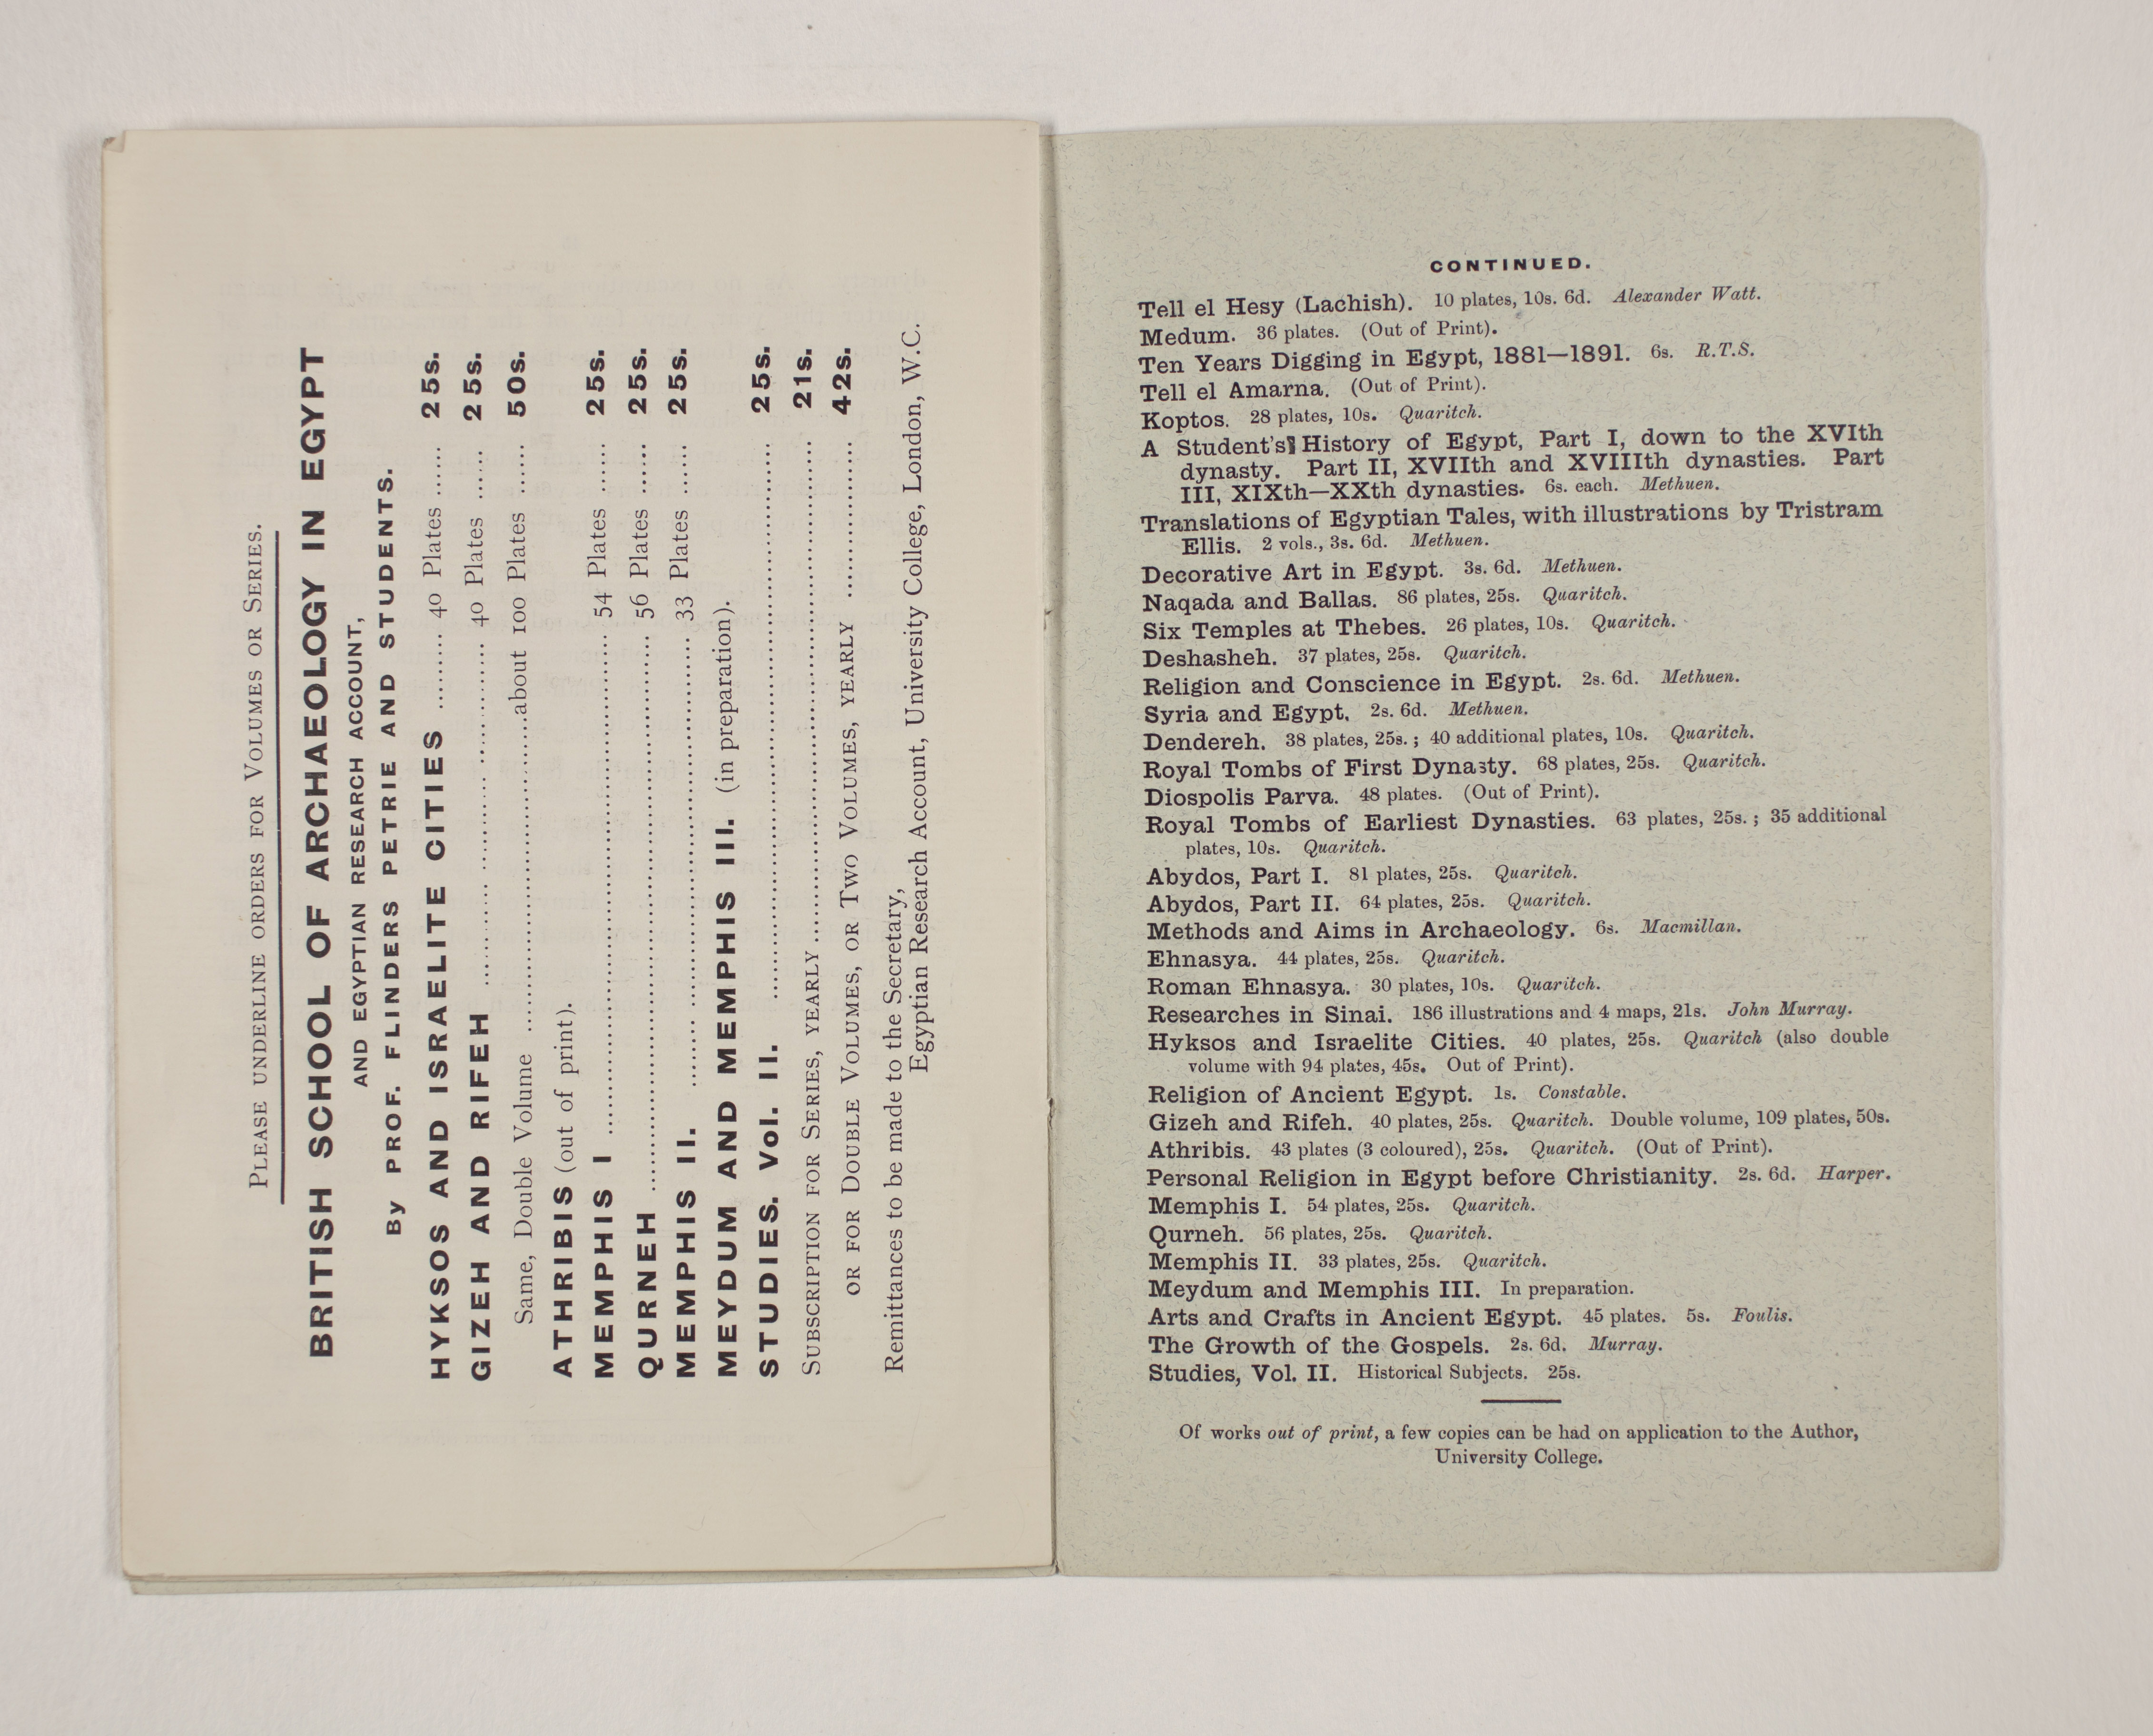 PLEASE UNDERLINE ORDERS FOR VOLUMES OR SERIES.
BRITISH SCHOOL OF ARCHAEOLOGY IN EGYPT
AND EGYPTIAN RESEARCH ACCOUNT,
By PROF. FLINDERS PETRIE AND STUDENTS.
HYKSOS AND ISRAELITE CITIES ......... 40 Plates ...... 25s.
GIZEH AND RIFEH ........................... 40 Plates ...... 25s.
Same, Double Volume ..............................about 100 Plates ...... 50s.
ATHRIBIS (out of print).
MEMPHIS I ................................................ 54 Plates ...... 25s.
QURNEH ................................................ 56 Plates ...... 25s.
MEMPHIS II. ................................................ 33 Plates ...... 25s.
MEYDUM AND MEMPHIS III. (in preparation).
STUDIES. Vol. II. ................................................ 25s.
SUBSCRIPTION FOR SERIES, YEARLY ................................................ 21s.
OR FOR DOUBLE VOLUMES, OR TWO VOLUMES, YEARLY .................. 42s.
Remittances to be made to the Secretary,
Egyptian Research Account, University College, London, W.C.
CONTINUED.
Tell el Hesy (Lachish). 10 plates, 10s. 6d. Alexander Watt.
Medum. 36 plates. (Out of Print).
Ten Years Digging in Egypt, 1881—1891. 6s. R.T.S.
Tell el Amarna. (Out of Print).
Koptos. 28 plates, 10s. Quaritch.
A Student's History of Egypt, Part I, down to the XVIth
dynasty. Part II, XVIIth and XVIIIth dynasties. Part
III, XIXth—XXth dynasties. 6s. each. Methuen.
Translations of Egyptian Tales, with illustrations by Tristram
Ellis. 2 vols., 3s. 6d. Methuen.
Decorative Art in Egypt. 3s. 6d. Methuen.
Naqada and Ballas. 86 plates, 25s. Quaritch.
Six Temples at Thebes. 26 plates, 10s. Quaritch.
Deshasheh. 37 plates, 25s. Quaritch.
Religion and Conscience in Egypt. 2s. 6d. Methuen.
Syria and Egypt. 2s. 6d. Methuen.
Dendereh. 38 plates, 25s.; 40 additional plates, 10s. Quaritch.
Royal Tombs of First Dynasty. 68 plates, 25s. Quaritch.
Diospolis Parva. 48 plates. (Out of Print).
Royal Tombs of Earliest Dynasties. 63 plates, 25s.; 35 additional
plates, 10s. Quaritch.
Abydos, Part I. 81 plates, 25s. Quaritch.
Abydos, Part II. 64 plates, 25s. Quaritch.
Methods and Aims in Archaeology. 6s. Macmillan.
Ehnasya. 44 plates, 25s. Quaritch.
Roman Ehnasya. 30 plates, 10s. Quaritch.
Researches in Sinai. 186 illustrations and 4 maps, 21s. John Murray.
Hyksos and Israelite Cities. 40 plates, 25s. Quaritch (also double
volume with 94 plates, 45s. Out of Print).
Religion of Ancient Egypt. 1s. Constable.
Gizeh and Rifeh. 40 plates, 25s. Quaritch. Double volume, 109 plates, 50s.
Athribis. 43 plates (3 coloured), 25s. Quaritch. (Out of Print).
Personal Religion in Egypt before Christianity. 2s. 6d. Harper.
Memphis I. 54 plates, 25s. Quaritch.
Qurneh. 56 plates, 25s. Quaritch.
Memphis II. 33 plates, 25s. Quaritch.
Meydum and Memphis III. In preparation.
Arts and Crafts in Ancient Egypt. 45 plates. 5s. Foulis.
The Growth of the Gospels. 2s. 6d. Murray.
Studies, Vol. II. Historical Subjects. 25s.
Of works out of print, a few copies can be had on application to the Author,
University College.